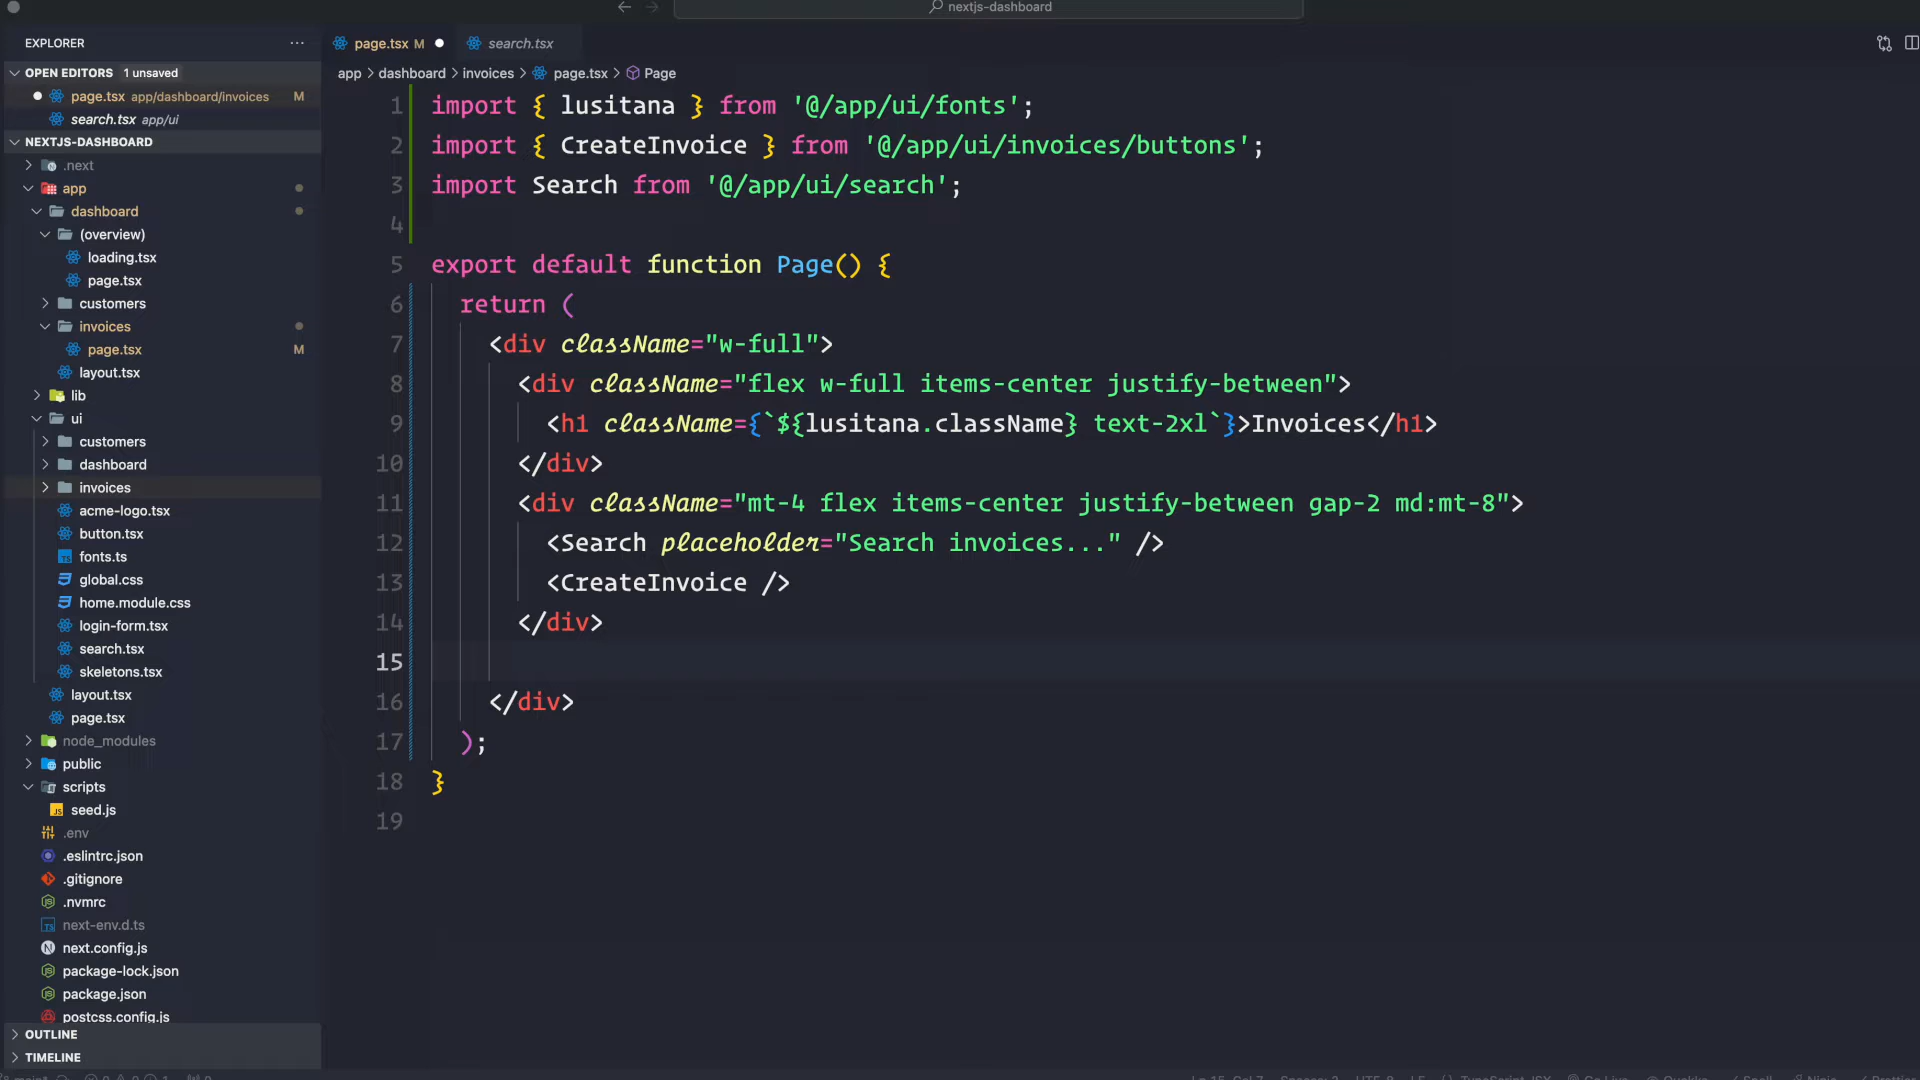 nextjs-dashboard
EXPLORER
OPEN EDITORS 1 unsaved
page.tsx app/dashboard/invoices M
search.tsx app/ui
NEXTJS-DASHBOARD
.next
app
dashboard
(overview)
loading.tsx
page.tsx
customers
invoices
page.tsx M
layout.tsx
lib
ui
customers
dashboard
invoices
acme-logo.tsx
button.tsx
fonts.ts
global.css
home.module.css
login-form.tsx
search.tsx
skeletons.tsx
layout.tsx
page.tsx
node_modules
public
scripts
seed.js
.env
.eslintrc.json
.gitignore
.nvmrc
next-env.d.ts
next.config.js
package-lock.json
package.json
postcss.config.js
OUTLINE
TIMELINE
page.tsx M
search.tsx
app > dashboard > invoices > page.tsx > Page
1 import { lusitana } from '@/app/ui/fonts';
2 import { CreateInvoice } from '@/app/ui/invoices/buttons';
3 import Search from '@/app/ui/search';
4
5 export default function Page() {
6 return (
7 <div className="w-full">
8 <div className="flex w-full items-center justify-between">
9 <h1 className={`${lusitana.className} text-2xl`}>Invoices</h1>
10 </div>
11 <div className="mt-4 flex items-center justify-between gap-2 md:mt-8">
12 <Search placeholder="Search invoices..." />
13 <CreateInvoice />
14 </div>
15
16 </div>
17 );
18 }
19